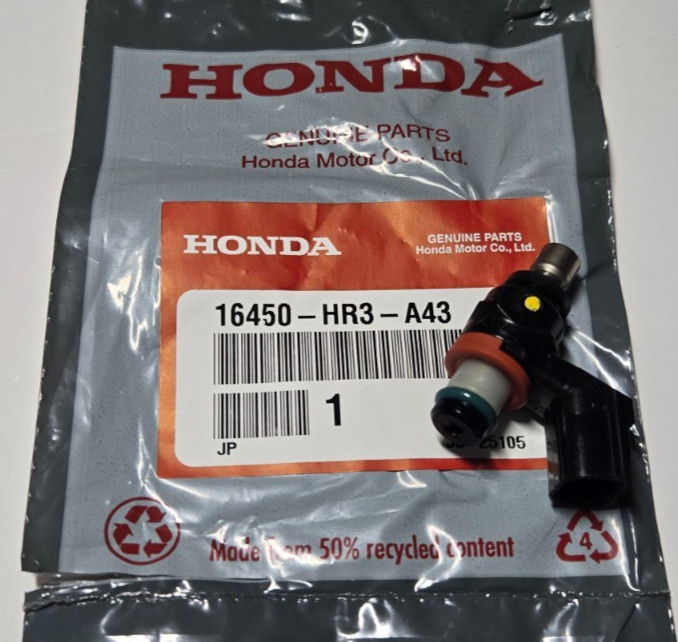 HONDA
GENUINE PARTS
Honda Motor Co., Ltd.
HONDA
GENUINE PARTS
Honda Motor Co., Ltd.
16450-HR3-A43
1
JP
25105
Made from 50% recycled content
4